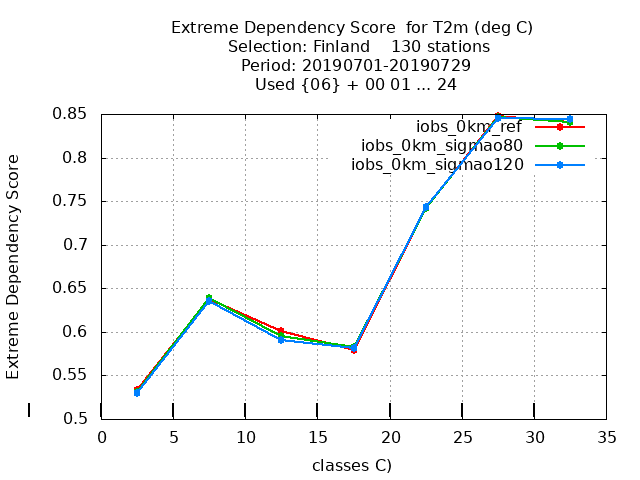 Extreme Dependency Score  for T2m (deg C)
Selection: Finland    130 stations
Period: 20190701-20190729
Used {06} + 00 01 ... 24
iobs_0km_ref
iobs_0km_sigmao80
iobs_0km_sigmao120
Extreme Dependency Score
0.85
0.8
0.75
0.7
0.65
0.6
0.55
0.5
0 5 10 15 20 25 30 35
classes C)